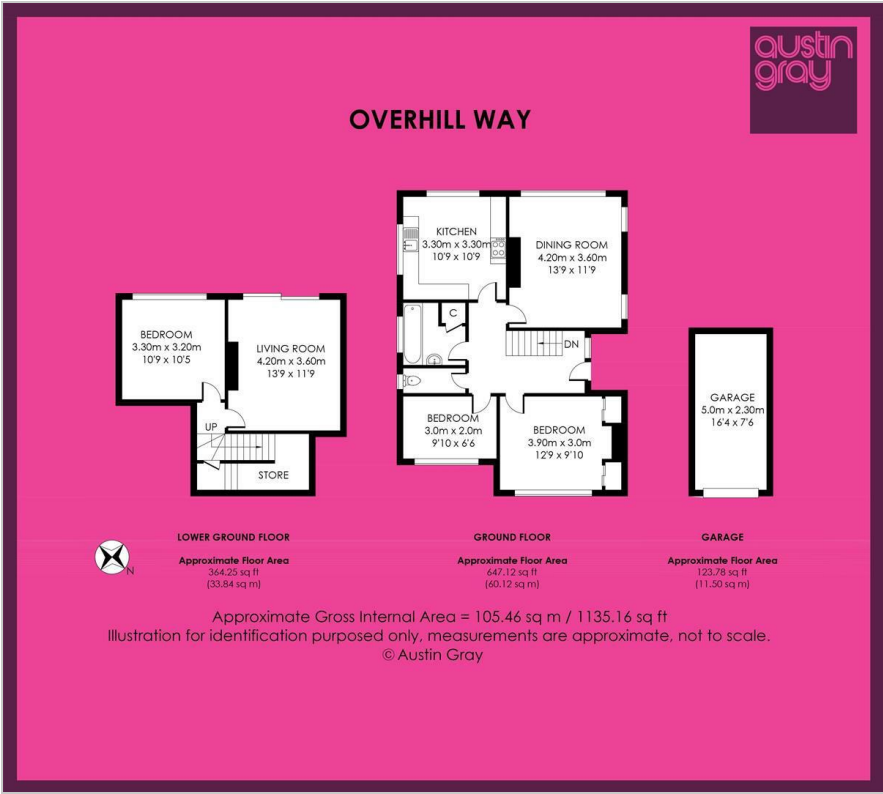 austin
gray
OVERHILL WAY
KITCHEN
3.30m x 3.30m
10'9 x 10'9
DINING ROOM
4.20m x 3.60m
13'9 x 11'9
C
DN
BEDROOM
3.30m x 3.20m
10'9 x 10'5
LIVING ROOM
4.20m x 3.60m
13'9 x 11'9
UP
STORE
BEDROOM
3.0m x 2.0m
9'10 x 6'6
BEDROOM
3.90m x 3.0m
12'9 x 9'10
GARAGE
5.0m x 2.30m
16'4 x 7'6
N
LOWER GROUND FLOOR
Approximate Floor Area
364.25 sq ft
(33.84 sq m)
GROUND FLOOR
Approximate Floor Area
647.12 sq ft
(60.12 sq m)
GARAGE
Approximate Floor Area
123.78 sq ft
(11.50 sq m)
Approximate Gross Internal Area = 105.46 sq m / 1135.16 sq ft
Illustration for identification purposed only, measurements are approximate, not to scale.
© Austin Gray